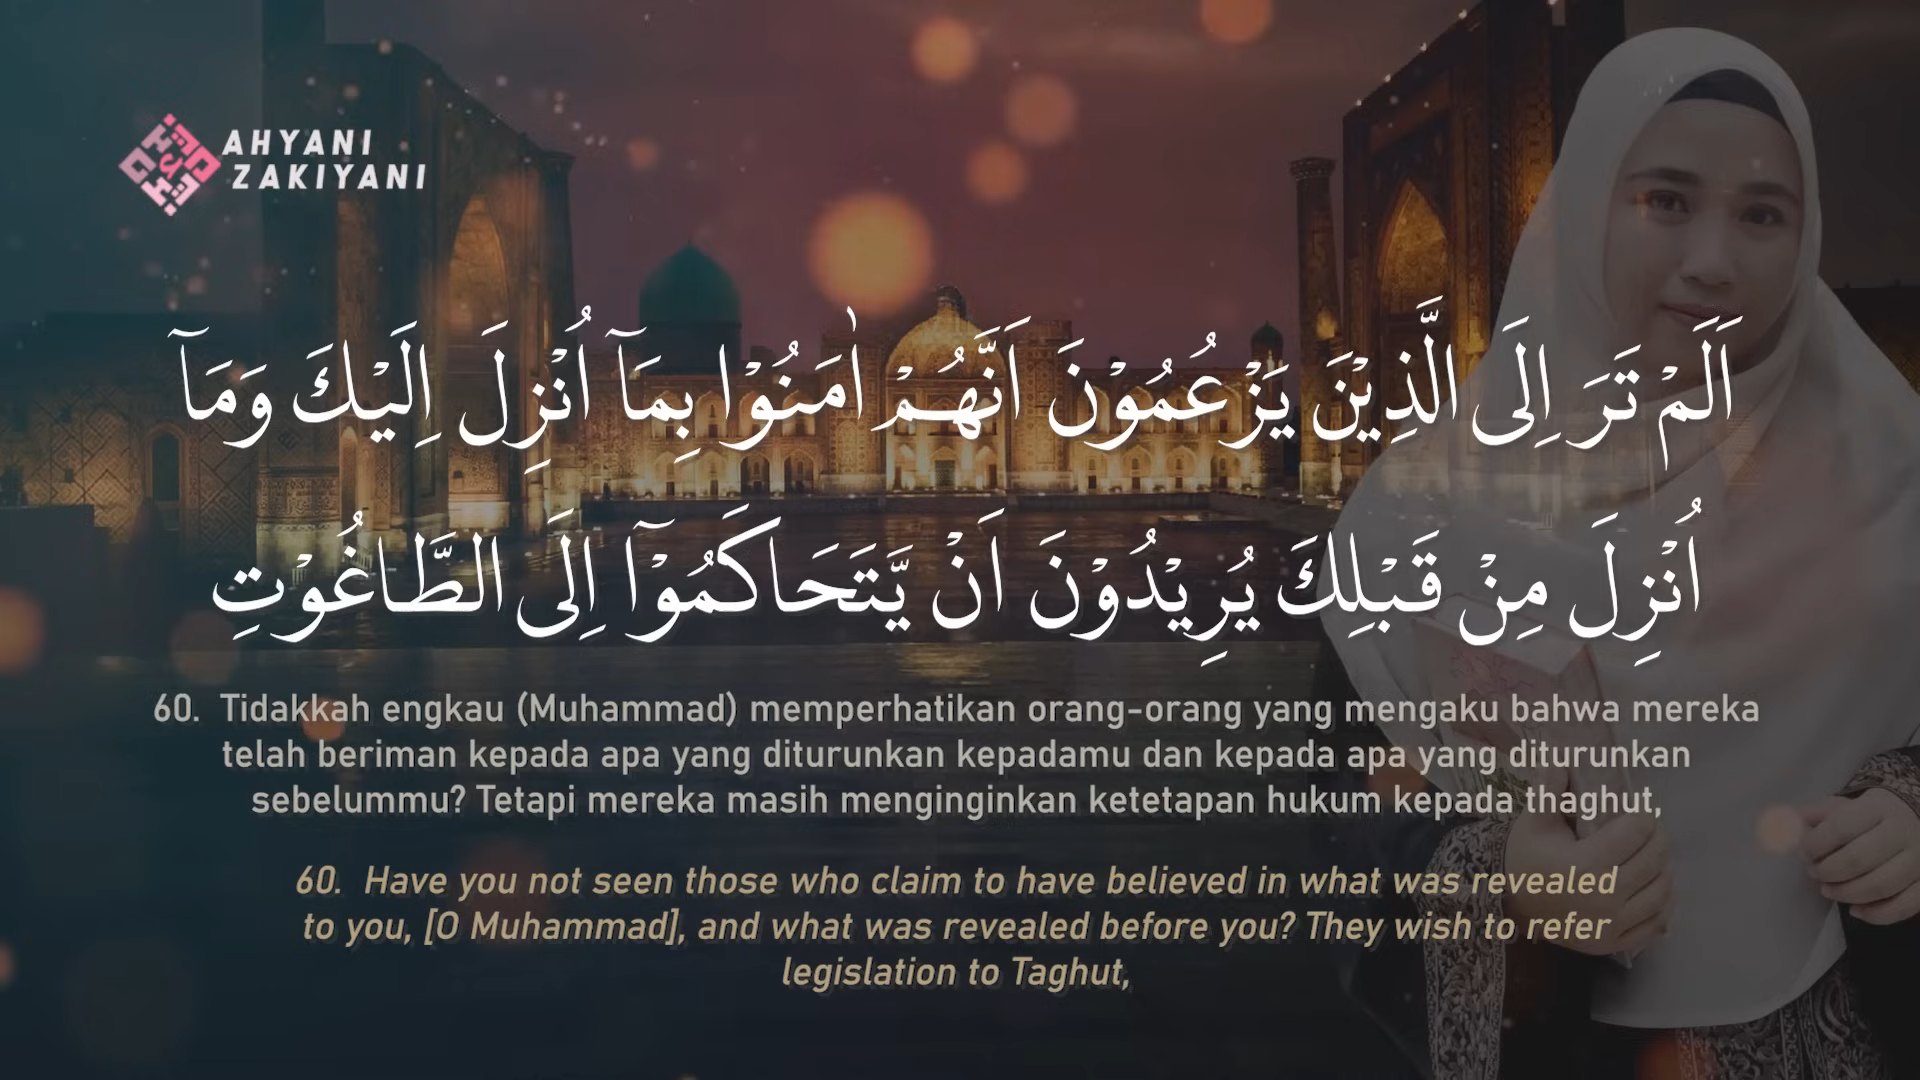 AHYANI
ZAKIYANI
اَلَمْ تَرَ اِلَى الَّذِيْنَ يَزْعُمُوْنَ اَنَّهُمْ اٰمَنُوْا بِمَآ اُنْزِلَ اِلَيْكَ وَمَآ
اُنْزِلَ مِنْ قَبْلِكَ يُرِيْدُوْنَ اَنْ يَّتَحَاكَمُوْٓا اِلَى الطَّاغُوْتِ
60. Tidakkah engkau (Muhammad) memperhatikan orang-orang yang mengaku bahwa mereka
telah beriman kepada apa yang diturunkan kepadamu dan kepada apa yang diturunkan
sebelummu? Tetapi mereka masih menginginkan ketetapan hukum kepada thaghut,
60. Have you not seen those who claim to have believed in what was revealed
to you, [O Muhammad], and what was revealed before you? They wish to refer
legislation to Taghut,